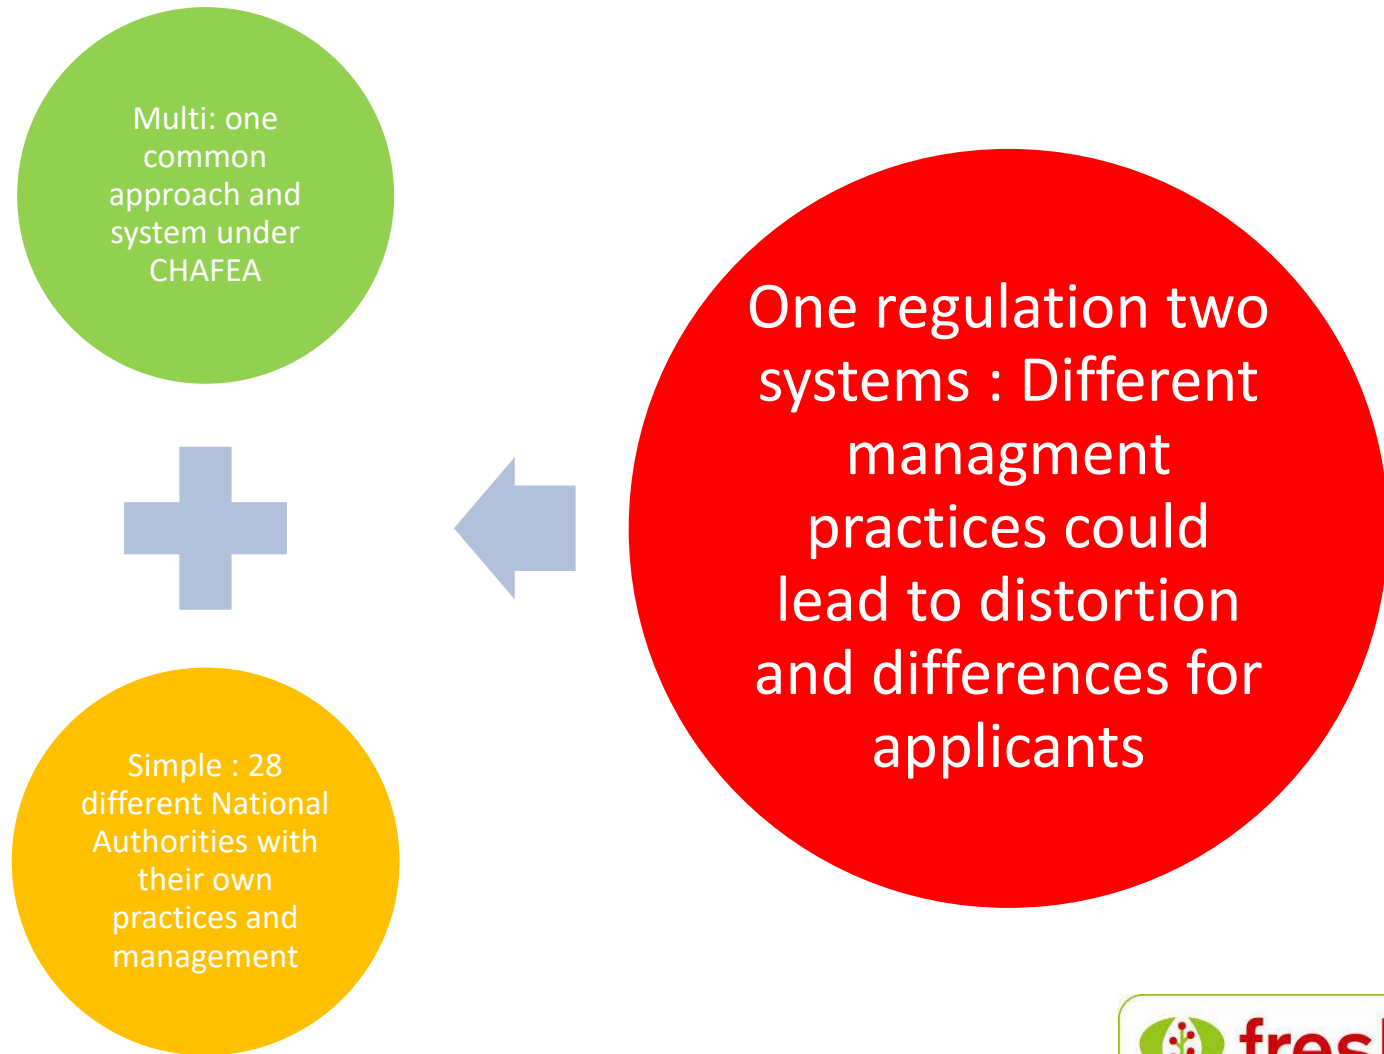 Multi: one
common
approach and
system under
CHAFEA
Simple : 28
different National
Authorities with
their own
practices and
management
One regulation two
systems : Different
managment
practices could
lead to distortion
and differences for
applicants